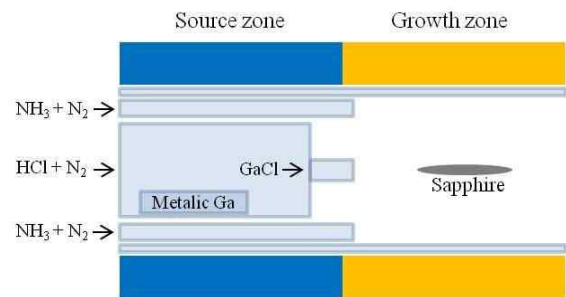 Source zone
Growth zone
NH3 + N2
HCl + N2
GaCl
Sapphire
Metalic Ga
NH3 + N2